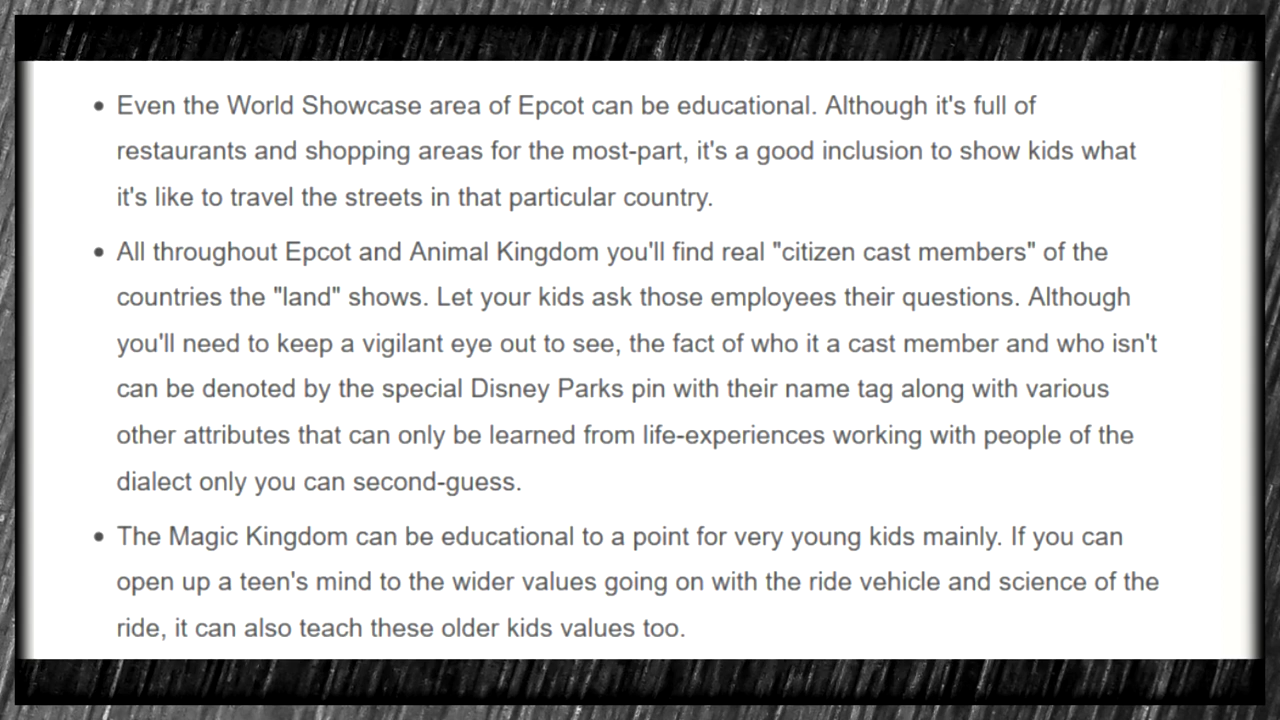 • Even the World Showcase area of Epcot can be educational. Although it's full of
restaurants and shopping areas for the most-part, it's a good inclusion to show kids what
it's like to travel the streets in that particular country.
• All throughout Epcot and Animal Kingdom you'll find real "citizen cast members" of the
countries the "land" shows. Let your kids ask those employees their questions. Although
you'll need to keep a vigilant eye out to see, the fact of who it a cast member and who isn't
can be denoted by the special Disney Parks pin with their name tag along with various
other attributes that can only be learned from life-experiences working with people of the
dialect only you can second-guess.
• The Magic Kingdom can be educational to a point for very young kids mainly. If you can
open up a teen's mind to the wider values going on with the ride vehicle and science of the
ride, it can also teach these older kids values too.